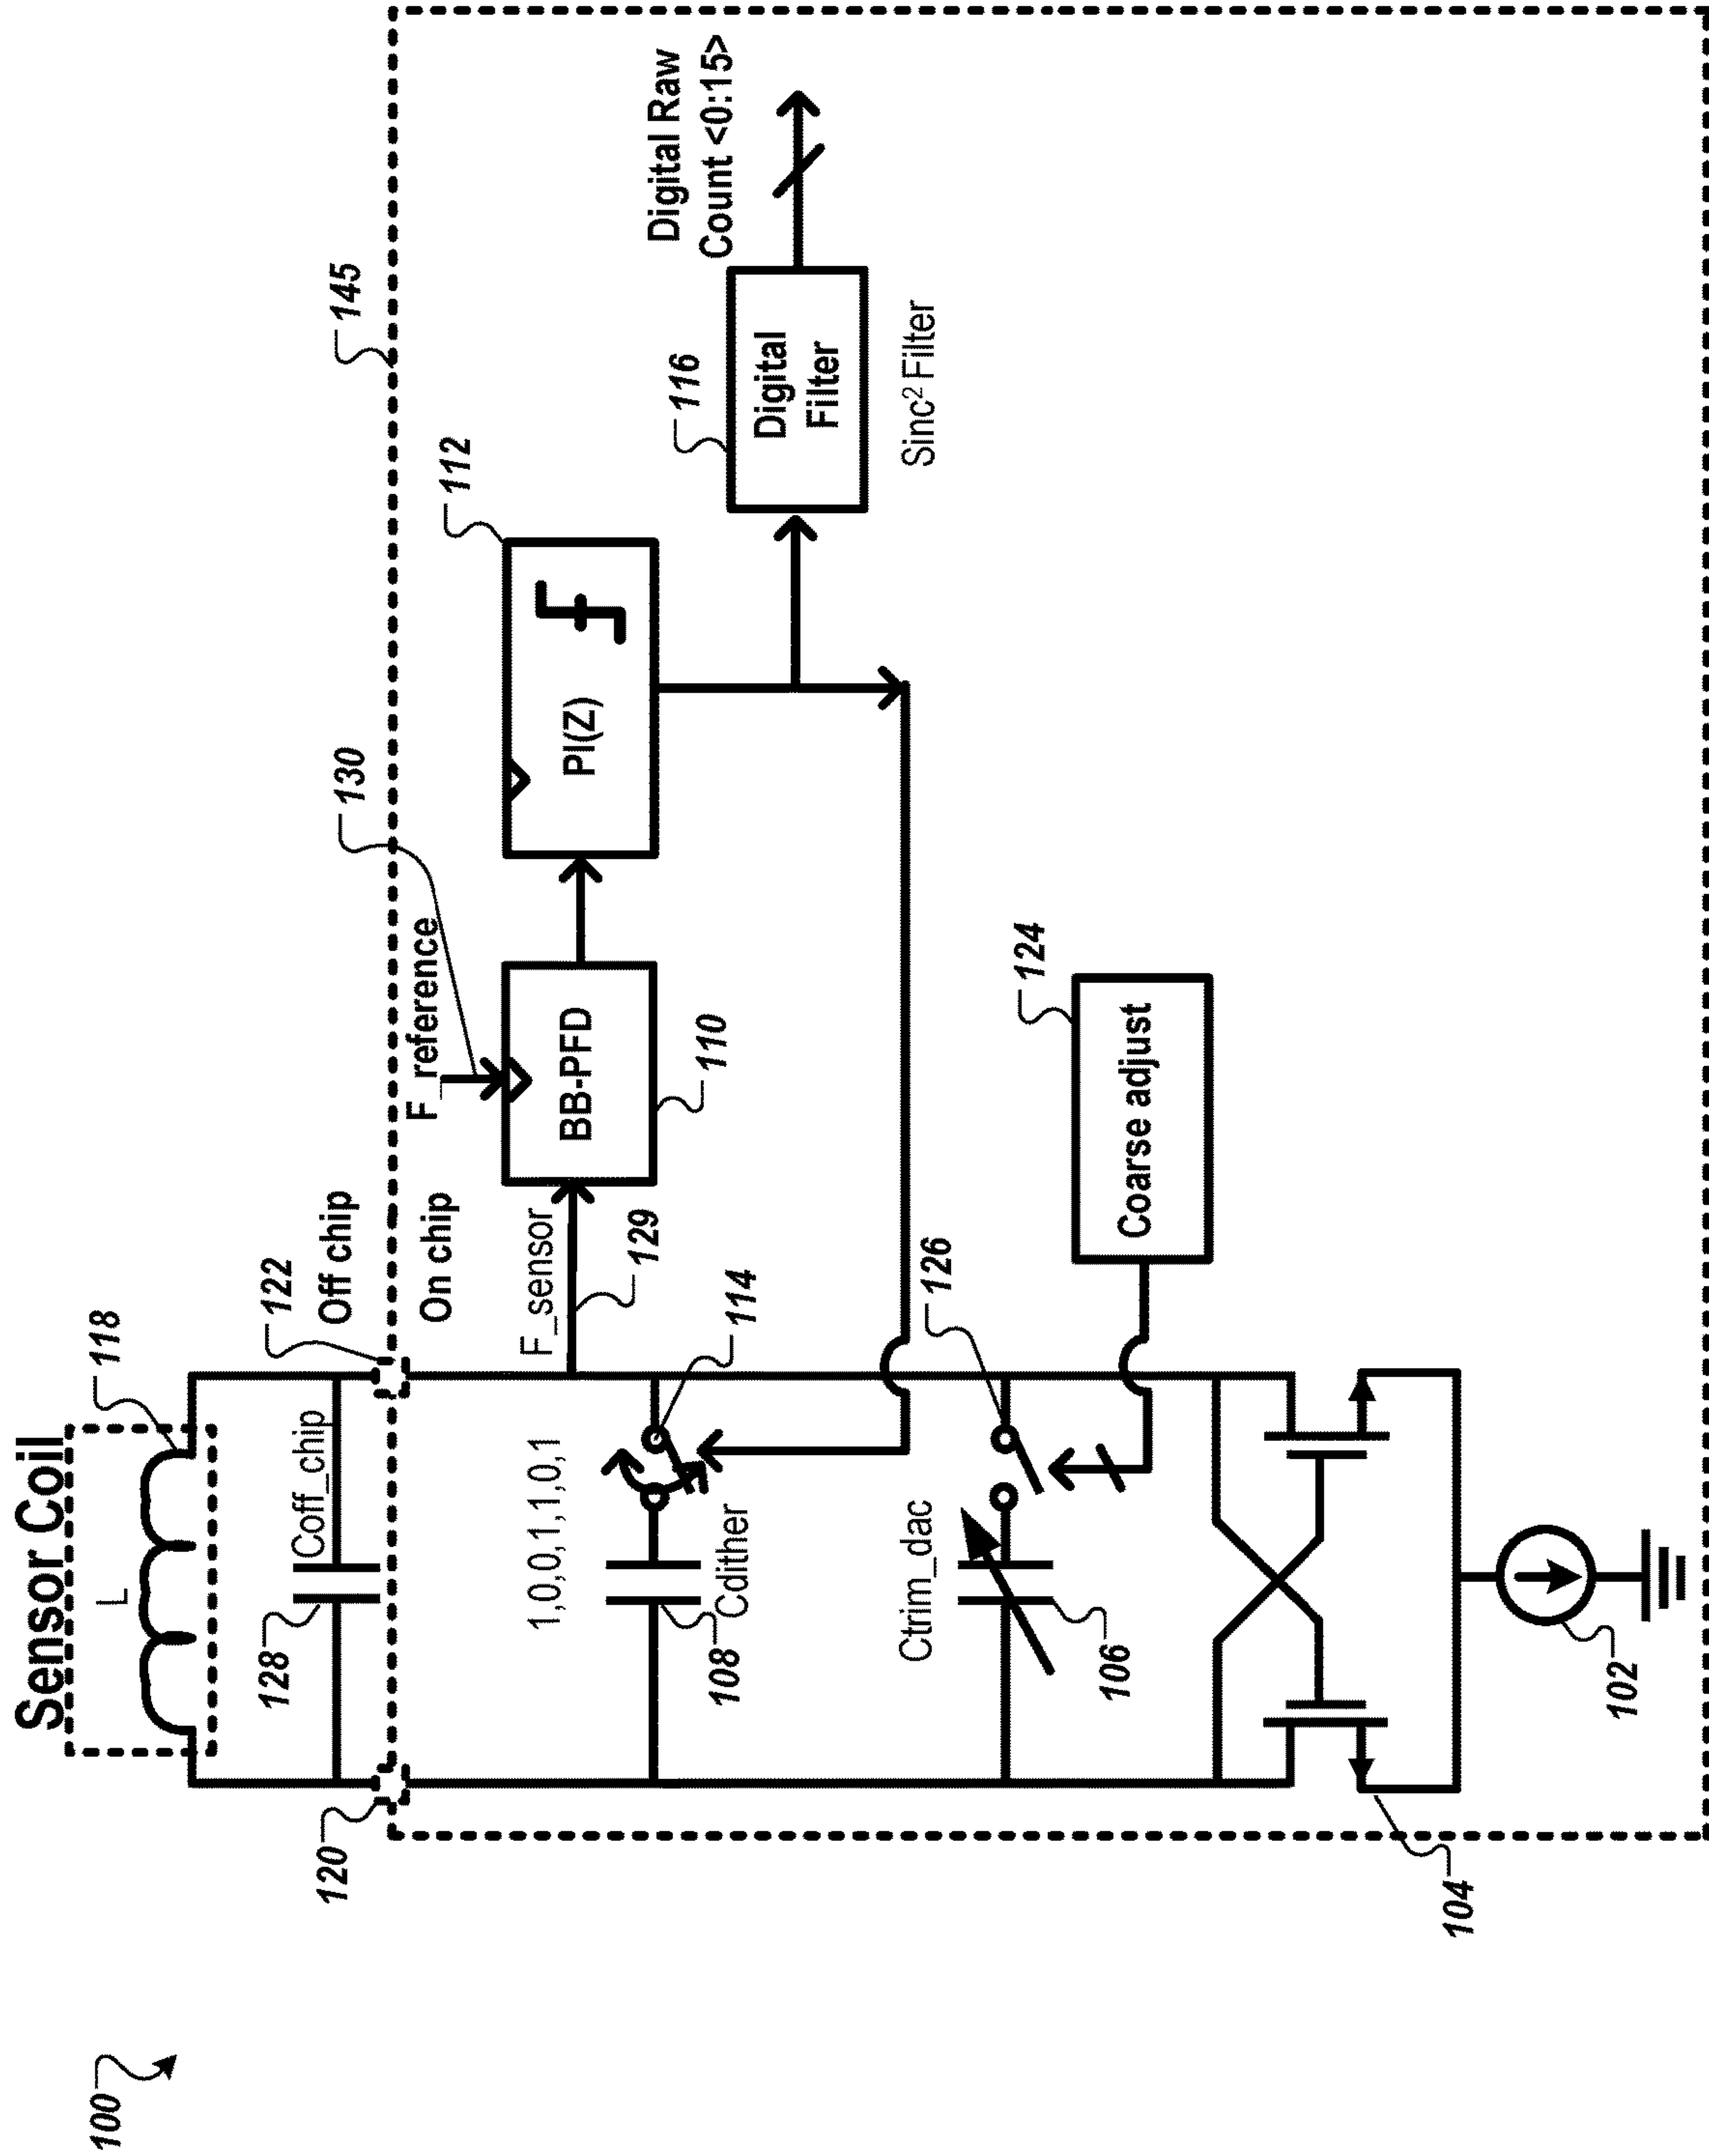 100
Sensor Coil
L
118
Coff_chip
128
120
122
Off chip
On chip
145
130
F_reference
F_sensor
129
BB-PFD
110
PI(Z)
112
116
Digital
Filter
Sinc² Filter
Digital Raw
Count <0:15>
1,0,0,1,1,0,1
114
Cdither
108
126
Ctrim_dac
106
124
Coarse adjust
104
102